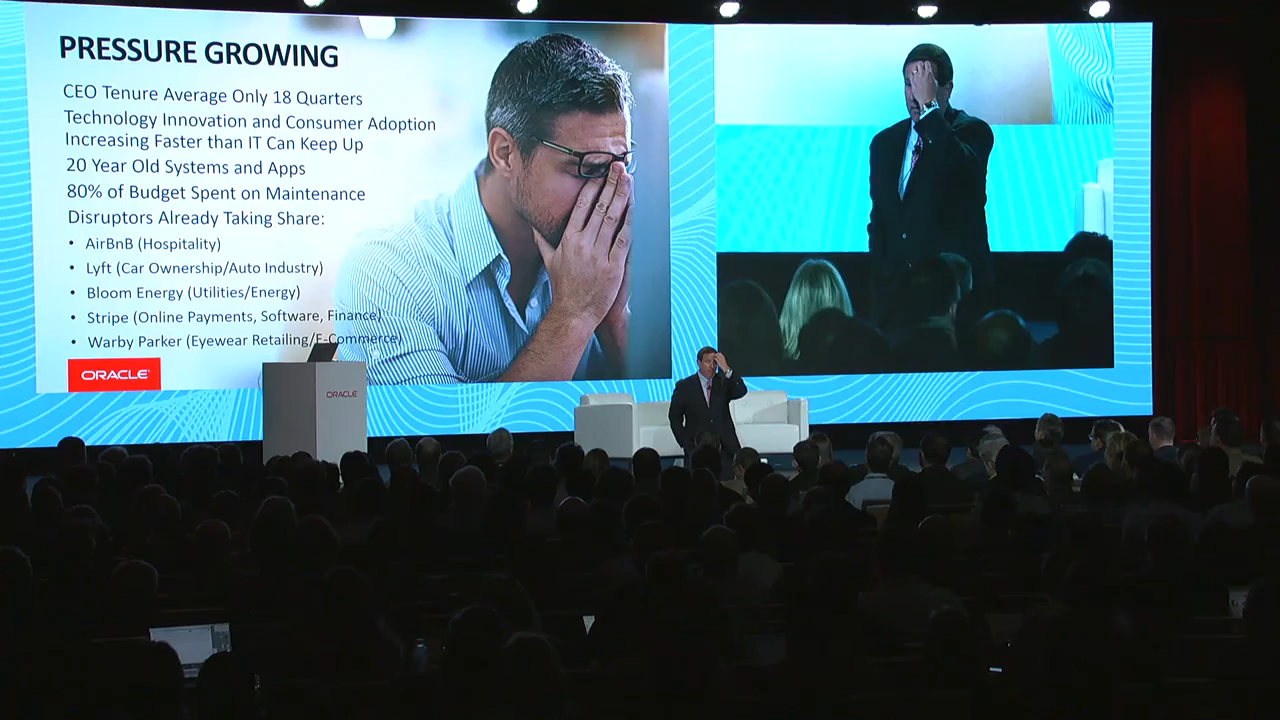 PRESSURE GROWING
CEO Tenure Average Only 18 Quarters
Technology Innovation and Consumer Adoption
Increasing Faster than IT Can Keep Up
20 Year Old Systems and Apps
80% of Budget Spent on Maintenance
Disruptors Already Taking Share:
• AirBnB (Hospitality)
• Lyft (Car Ownership/Auto Industry)
• Bloom Energy (Utilities/Energy)
• Stripe (Online Payments, Software, Finance)
• Warby Parker (Eyewear Retailing/E-Commerce)
ORACLE
ORACLE